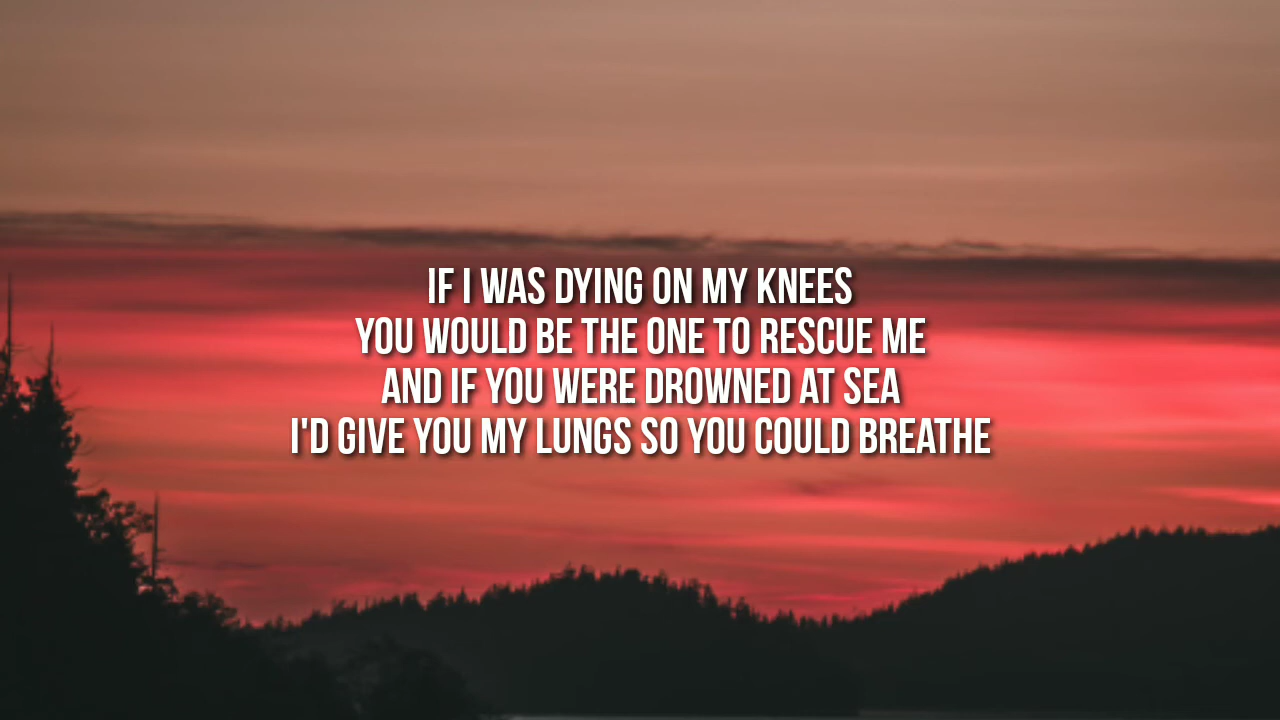 IF I WAS DYING ON MY KNEES
YOU WOULD BE THE ONE TO RESCUE ME
AND IF YOU WERE DROWNED AT SEA
I'D GIVE YOU MY LUNGS SO YOU COULD BREATHE